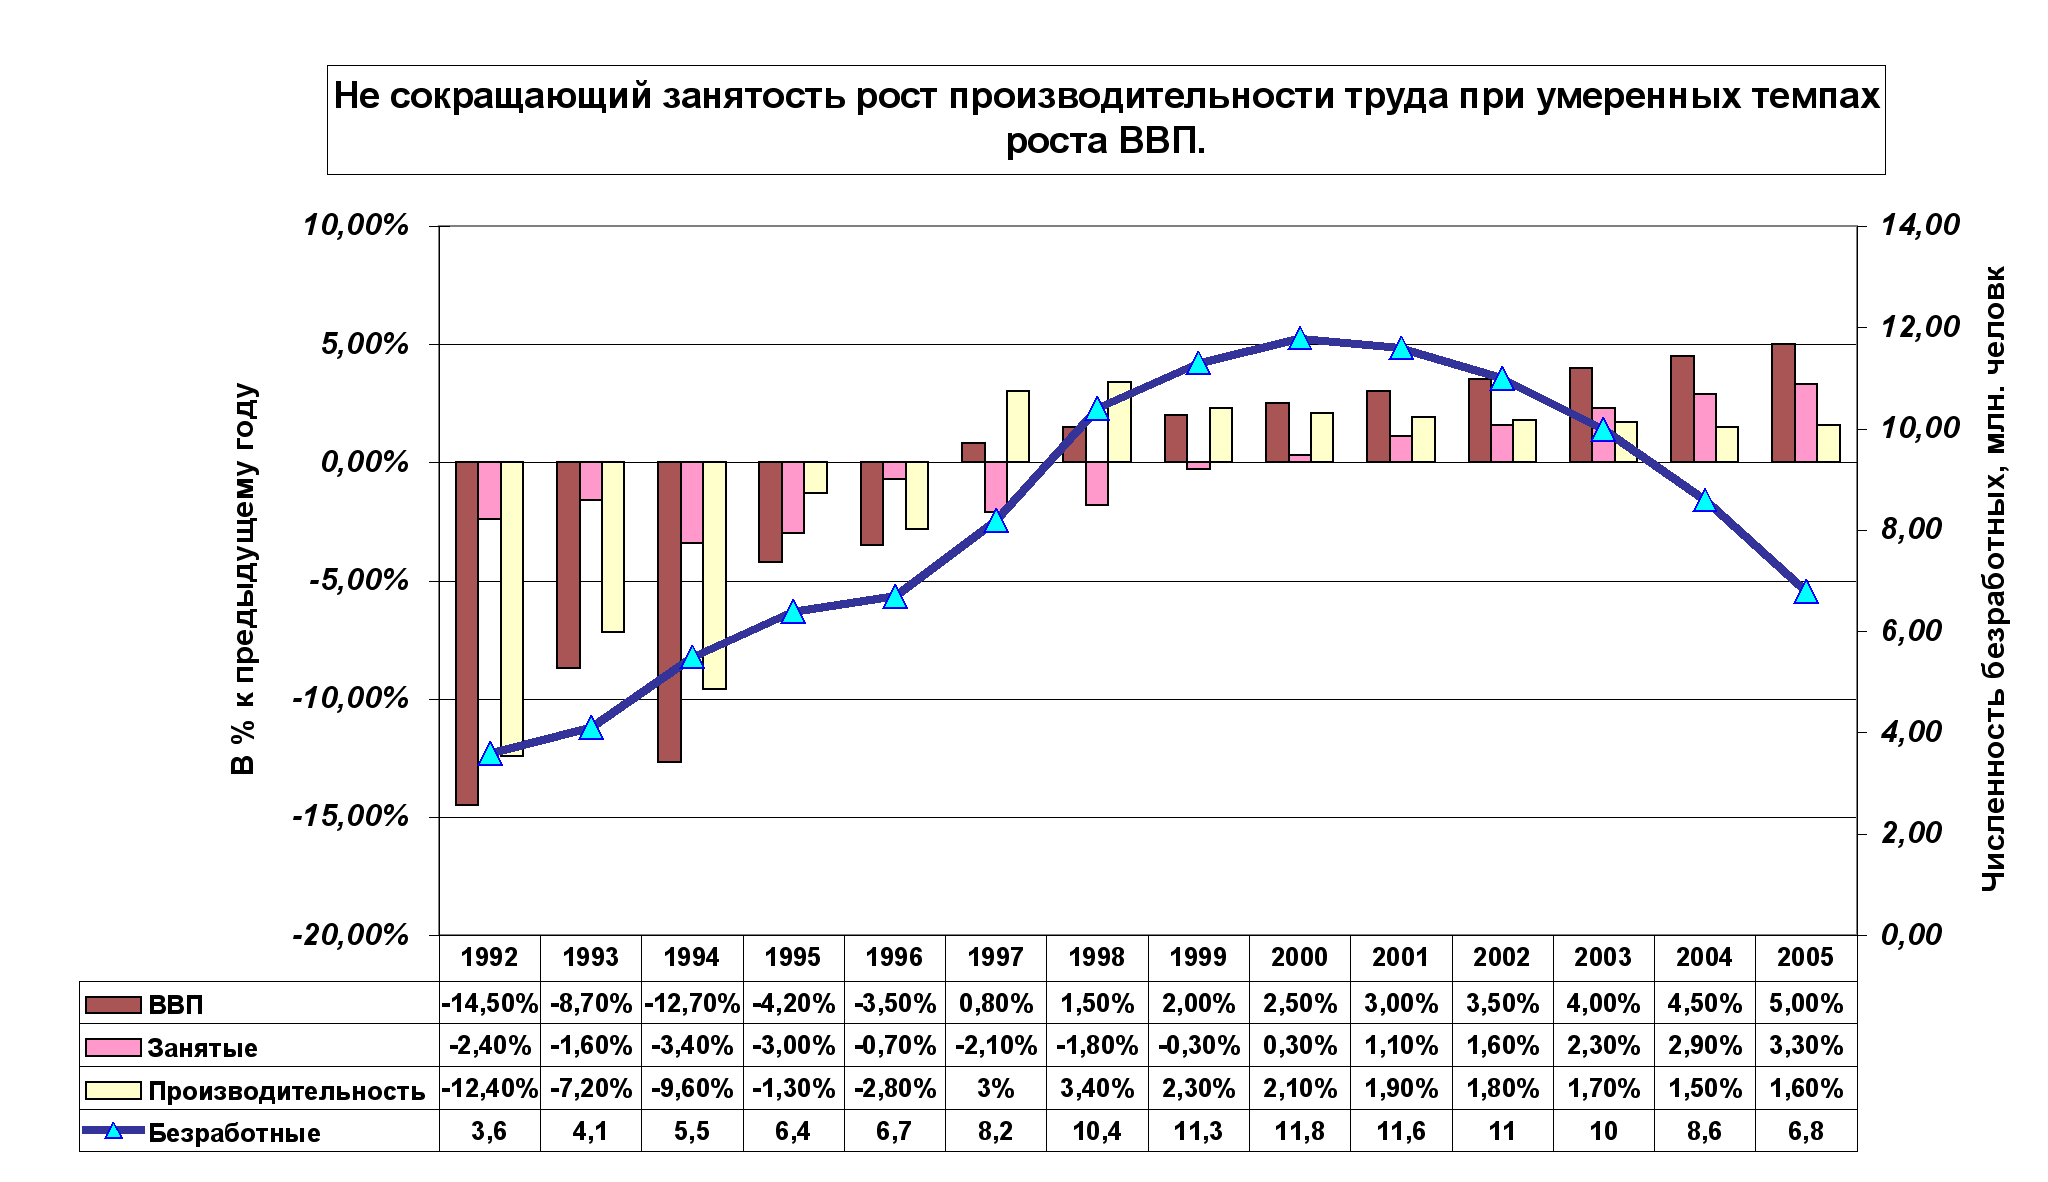 Не сокращающий занятость рост производительности труда при умеренных темпах
роста ВВП.
10,00%
5,00%
0,00%
-5,00%
-10,00%
-15,00%
-20,00%
В % к предыдущему году
14,00
12,00
10,00
8,00
6,00
4,00
2,00
0,00
Численность безработных, млн. человк
1992 1993 1994 1995 1996 1997 1998 1999 2000 2001 2002 2003 2004 2005
ВВП -14,50% -8,70% -12,70% -4,20% -3,50% 0,80% 1,50% 2,00% 2,50% 3,00% 3,50% 4,00% 4,50% 5,00%
Занятые -2,40% -1,60% -3,40% -3,00% -0,70% -2,10% -1,80% -0,30% 0,30% 1,10% 1,60% 2,30% 2,90% 3,30%
Производительность -12,40% -7,20% -9,60% -1,30% -2,80% 3% 3,40% 2,30% 2,10% 1,90% 1,80% 1,70% 1,50% 1,60%
Безработные 3,6 4,1 5,5 6,4 6,7 8,2 10,4 11,3 11,8 11,6 11 10 8,6 6,8